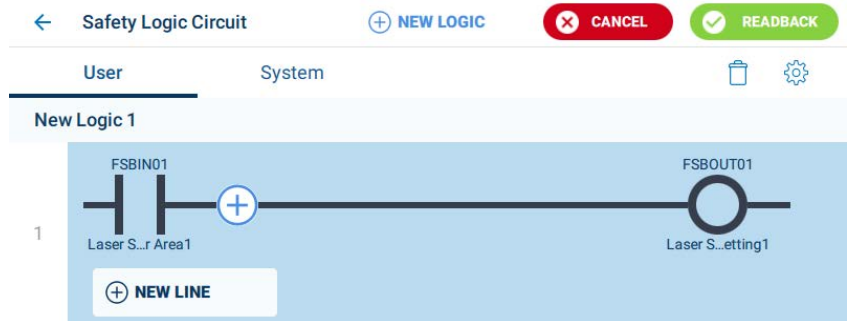 Safety Logic Circuit NEW LOGIC CANCEL READBACK
User System
New Logic 1
FSBIN01 FSBOUT01
1
Laser S...r Area1 Laser S...etting1
NEW LINE